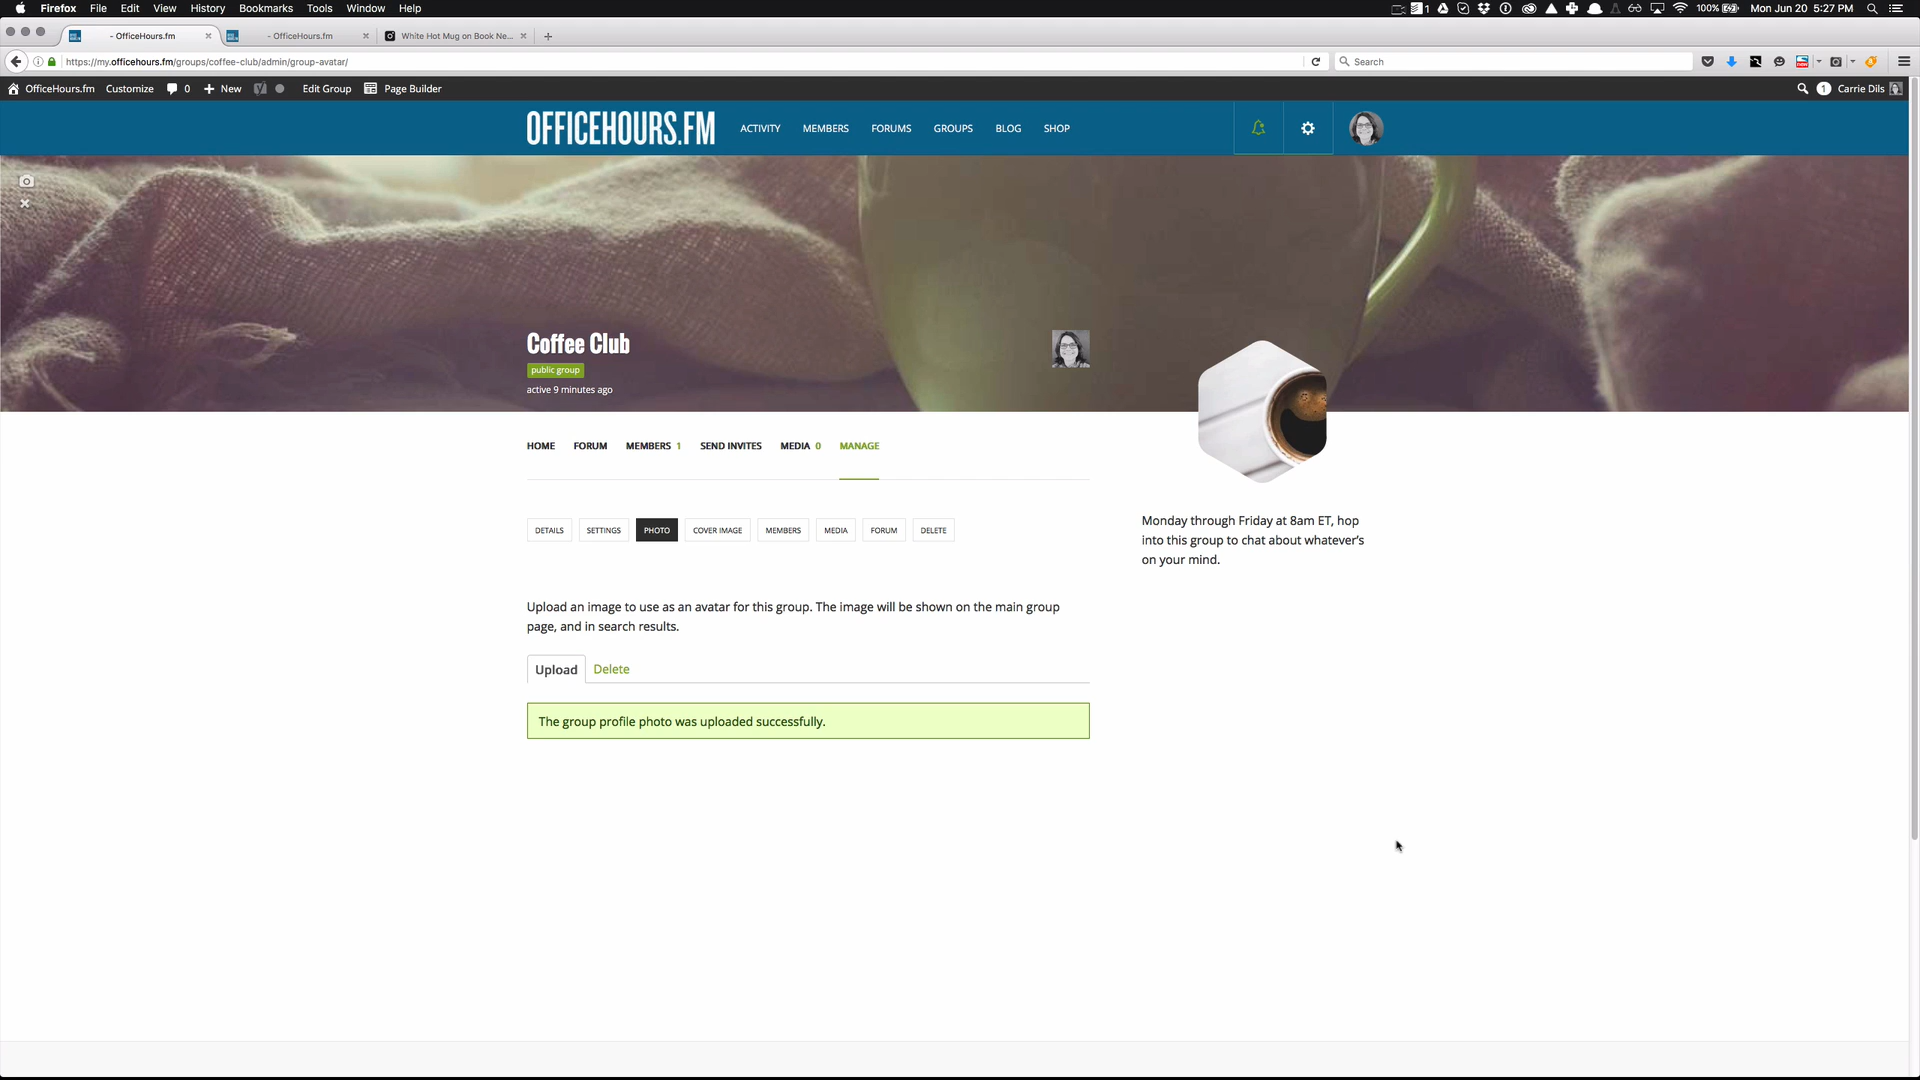 Firefox File Edit View History Bookmarks Tools Window Help
1
100%
Mon Jun 20 5:27 PM
- OfficeHours.fm
- OfficeHours.fm
White Hot Mug on Book Ne...
https://my.officehours.fm/groups/coffee-club/admin/group-avatar/
Search
OfficeHours.fm Customize 0 New Edit Group Page Builder
1 Carrie Dils
OFFICEHOURS.FM
ACTIVITY MEMBERS FORUMS GROUPS BLOG SHOP
Coffee Club
public group
active 9 minutes ago
HOME FORUM MEMBERS 1 SEND INVITES MEDIA 0 MANAGE
DETAILS SETTINGS PHOTO COVER IMAGE MEMBERS MEDIA FORUM DELETE
Monday through Friday at 8am ET, hop
into this group to chat about whatever's
on your mind.
Upload an image to use as an avatar for this group. The image will be shown on the main group
page, and in search results.
Upload Delete
The group profile photo was uploaded successfully.